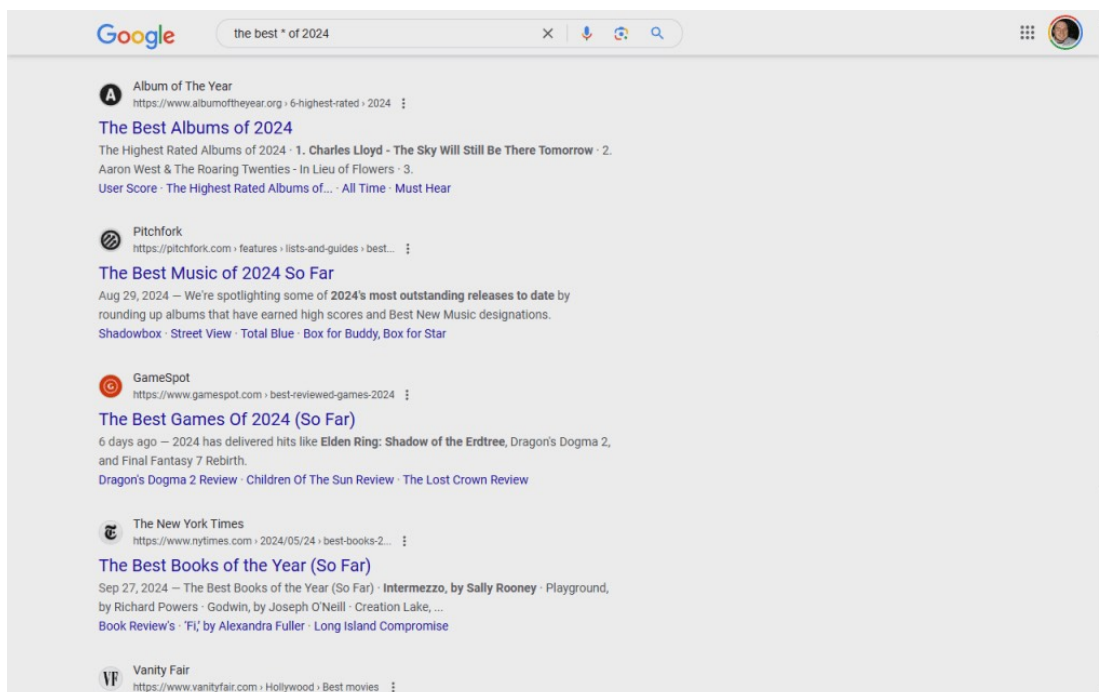 Google
the best * of 2024
Album of The Year
https://www.albumoftheyear.org › 6-highest-rated › 2024
The Best Albums of 2024
The Highest Rated Albums of 2024 · 1. Charles Lloyd - The Sky Will Still Be There Tomorrow · 2.
Aaron West & The Roaring Twenties - In Lieu of Flowers · 3.
User Score · The Highest Rated Albums of... · All Time · Must Hear
Pitchfork
https://pitchfork.com › features › lists-and-guides › best...
The Best Music of 2024 So Far
Aug 29, 2024 — We're spotlighting some of 2024's most outstanding releases to date by
rounding up albums that have earned high scores and Best New Music designations.
Shadowbox · Street View · Total Blue · Box for Buddy, Box for Star
GameSpot
https://www.gamespot.com › best-reviewed-games-2024
The Best Games Of 2024 (So Far)
6 days ago — 2024 has delivered hits like Elden Ring: Shadow of the Erdtree, Dragon's Dogma 2,
and Final Fantasy 7 Rebirth.
Dragon's Dogma 2 Review · Children Of The Sun Review · The Lost Crown Review
The New York Times
https://www.nytimes.com › 2024/05/24 › best-books-2...
The Best Books of the Year (So Far)
Sep 27, 2024 — The Best Books of the Year (So Far) · Intermezzo, by Sally Rooney · Playground,
by Richard Powers · Godwin, by Joseph O'Neill · Creation Lake, ...
Book Review's · 'Fi,' by Alexandra Fuller · Long Island Compromise
Vanity Fair
https://www.vanityfair.com › Hollywood › Best movies